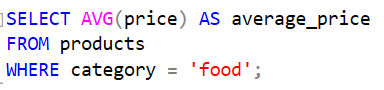 SELECT AVG(price) AS average_price
FROM products
WHERE category = 'food';